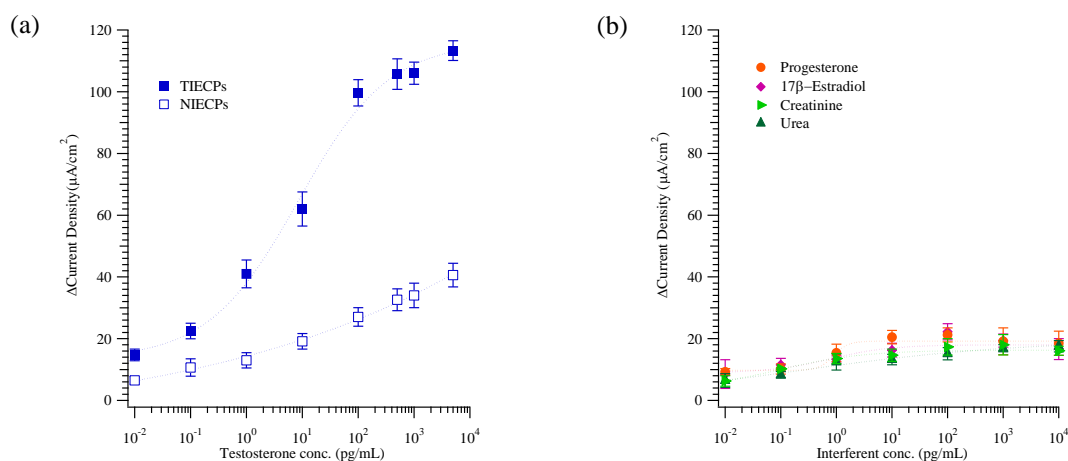 (a)
120
100
80
60
40
20
0
ΔCurrent Density(μA/cm²)
TIECPs
NIECPs
10⁻² 10⁻¹ 10⁰ 10¹ 10² 10³ 10⁴
Testosterone conc. (pg/mL)
(b)
120
100
80
60
40
20
0
ΔCurrent Density (μA/cm²)
Progesterone
17β−Estradiol
Creatinine
Urea
10⁻² 10⁻¹ 10⁰ 10¹ 10² 10³ 10⁴
Interferent conc. (pg/mL)